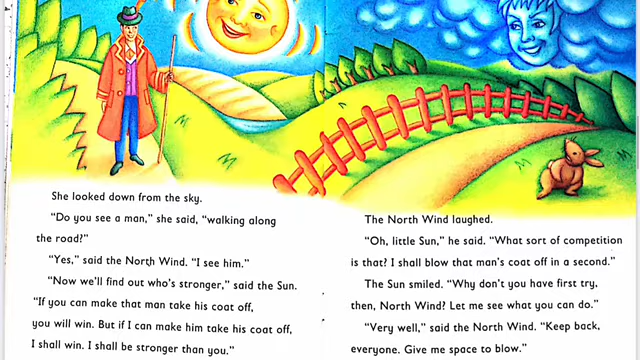 She looked down from the sky.
"Do you see a man," she said, "walking along
the road?"
"Yes," said the North Wind. "I see him."
"Now we'll find out who's stronger," said the Sun.
"If you can make that man take his coat off,
you will win. But if I can make him take his coat off,
I shall win. I shall be stronger than you."
The North Wind laughed.
"Oh, little Sun," he said. "What sort of competition
is that? I shall blow that man's coat off in a second."
The Sun smiled. "Why don't you have first try,
then, North Wind? Let me see what you can do."
"Very well," said the North Wind. "Keep back,
everyone. Give me space to blow."